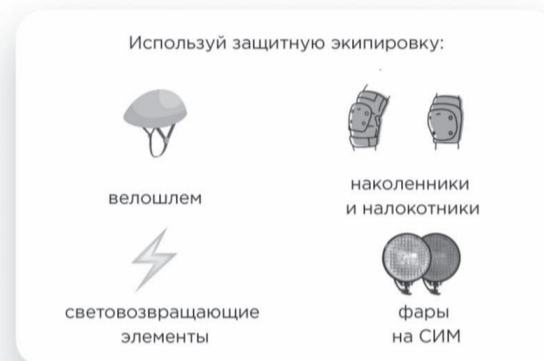 Используй защитную экипировку:
велошлем
наколенники
и налокотники
световозвращающие
элементы
фары
на СИМ